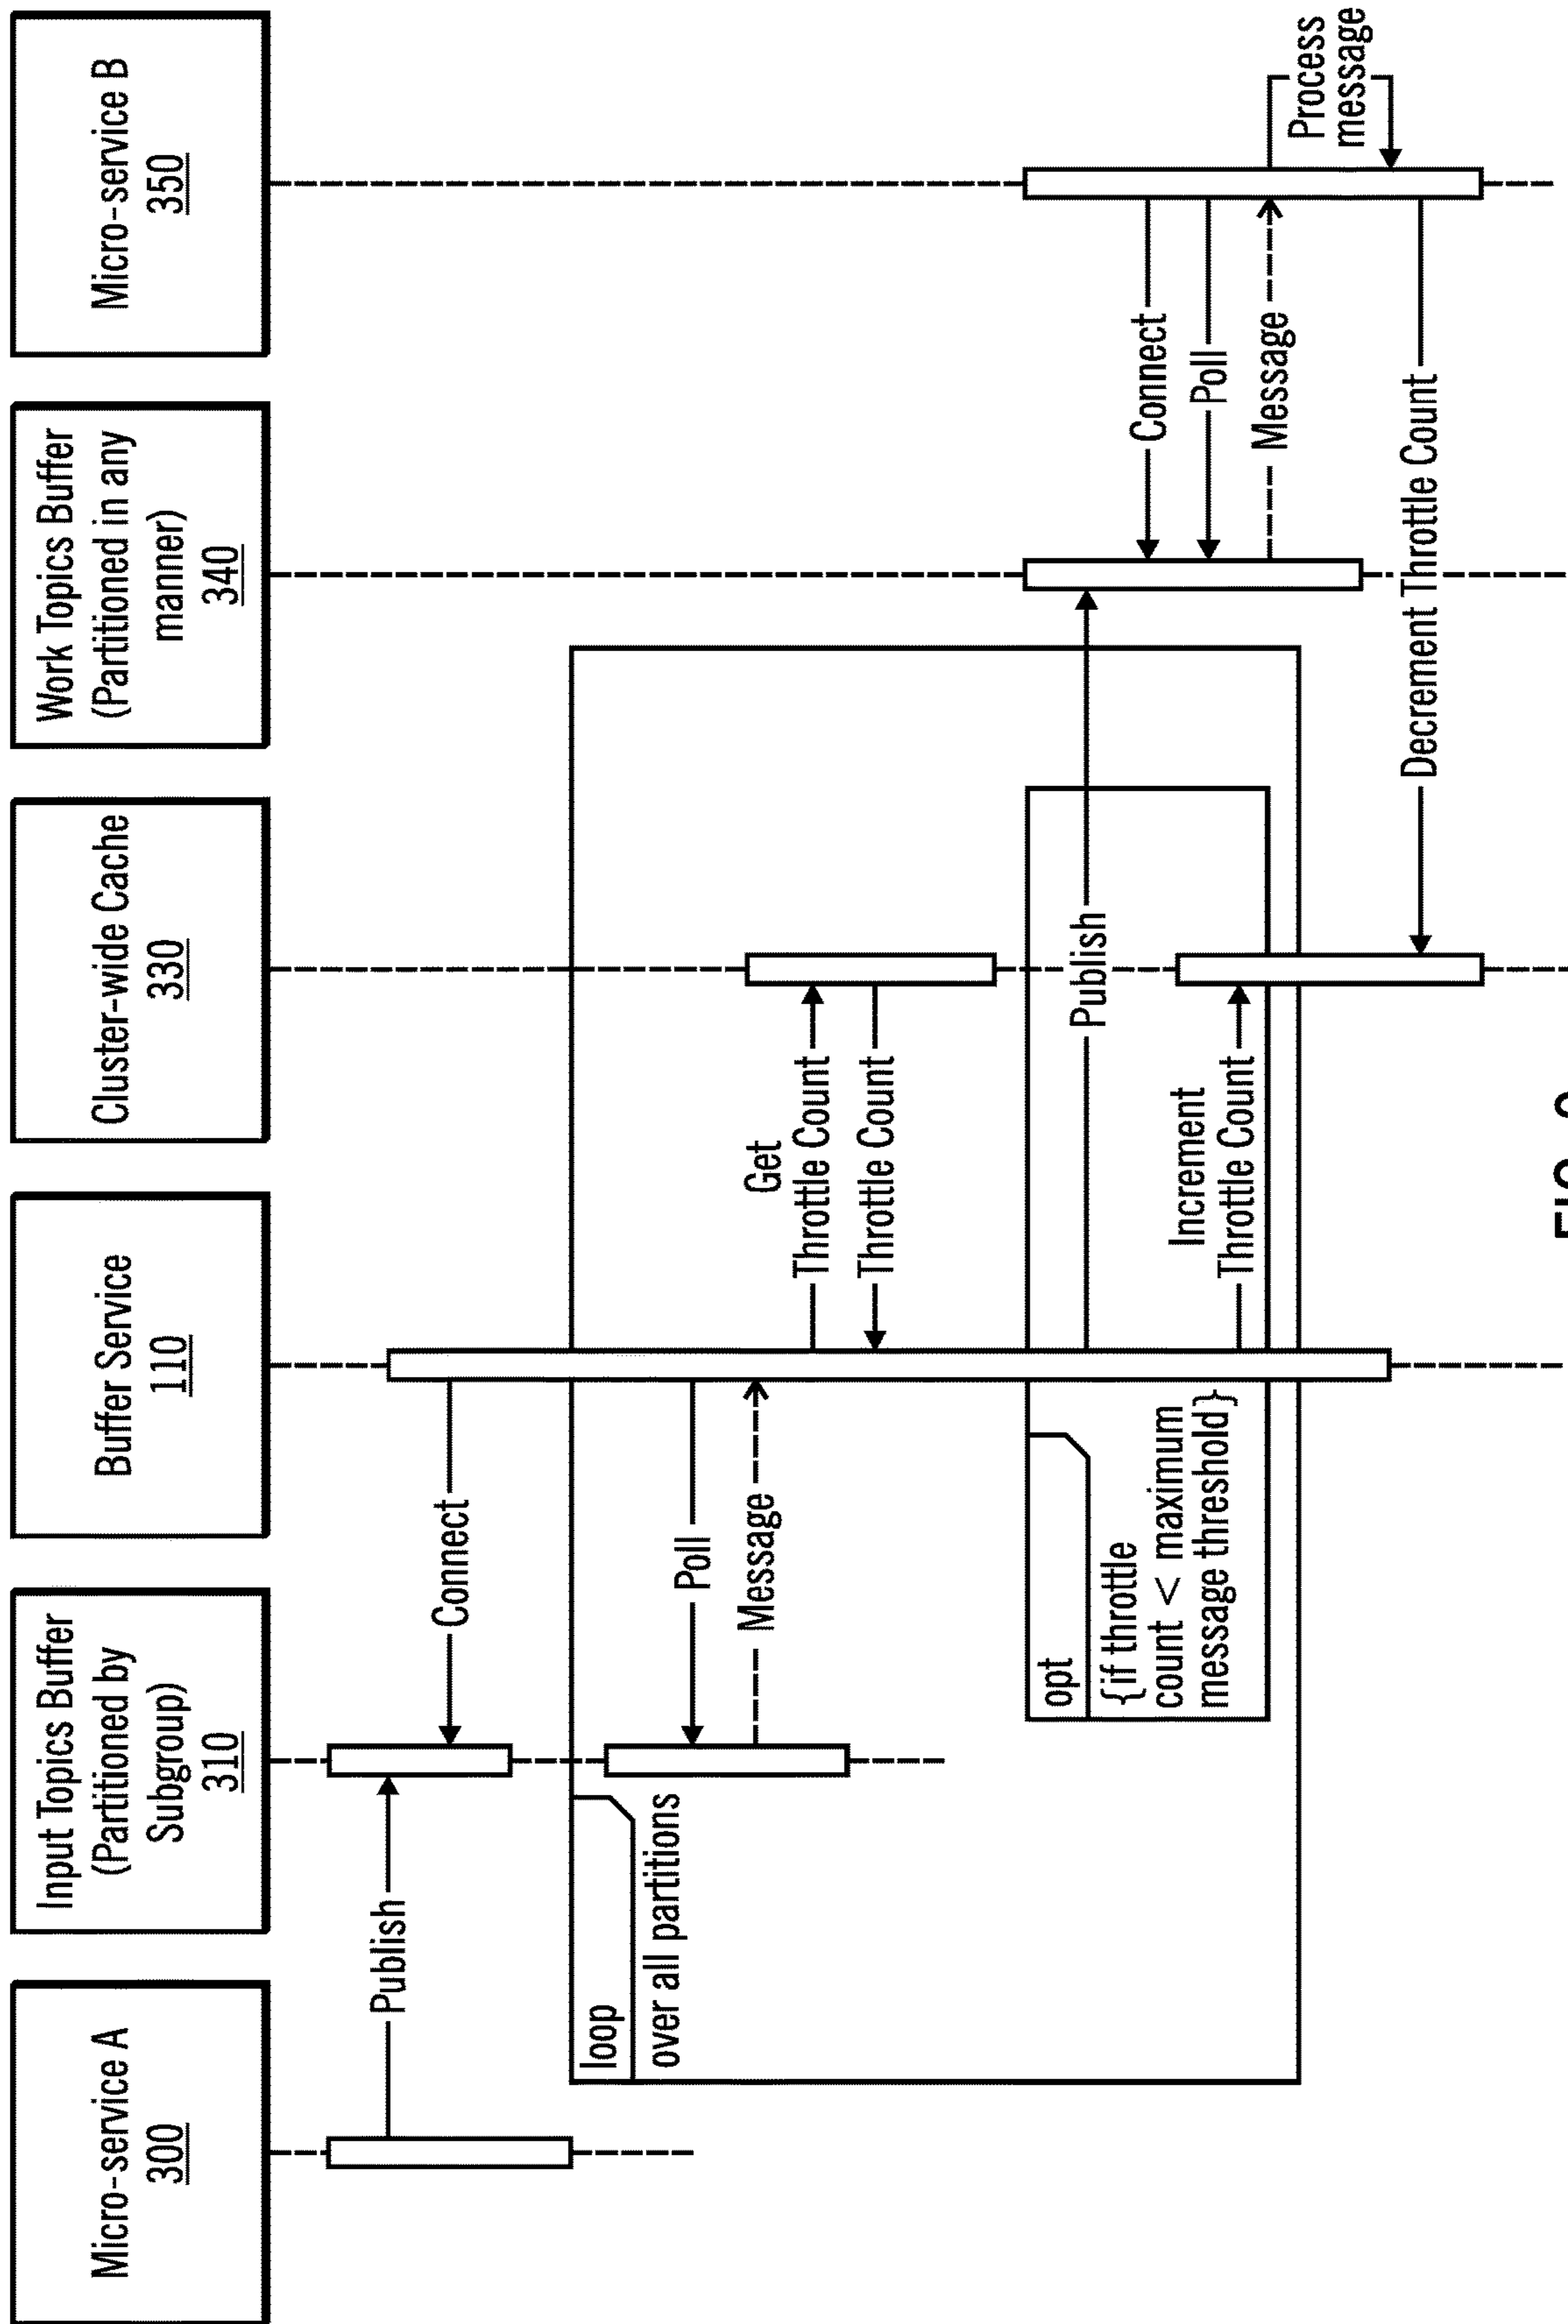 Micro-service A
300
Input Topics Buffer
(Partitioned by
Subgroup)
310
Buffer Service
110
Cluster-wide Cache
330
Work Topics Buffer
(Partitioned in any
manner)
340
Micro-service B
350
Publish
Connect
loop
over all partitions
Poll
Message
Get
Throttle Count
Throttle Count
opt
{if throttle
count < maximum
message threshold}
Publish
Increment
Throttle Count
Connect
Poll
Message
Process
message
Decrement Throttle Count
FIG.